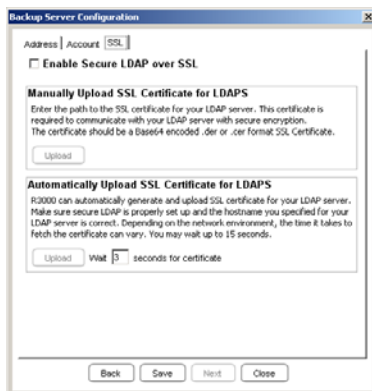 Backup Server Configuration
Address Account SSL
Enable Secure LDAP over SSL
Manually Upload SSL Certificate for LDAPS
Enter the path to the SSL certificate for your LDAP server. This certificate is
required to communicate with your LDAP server with secure encryption.
The certificate should be a Base64 encoded .der or .cer format SSL Certificate.
Upload
Automatically Upload SSL Certificate for LDAPS
R3000 can automatically generate and upload SSL certificate for your LDAP server.
Make sure secure LDAP is properly set up and the hostname you specified for your
LDAP server is correct. Depending on the network environment, the time it takes to
fetch the certificate can vary. You may wait up to 15 seconds.
Upload Wait 3 seconds for certificate
Back Save Next Close